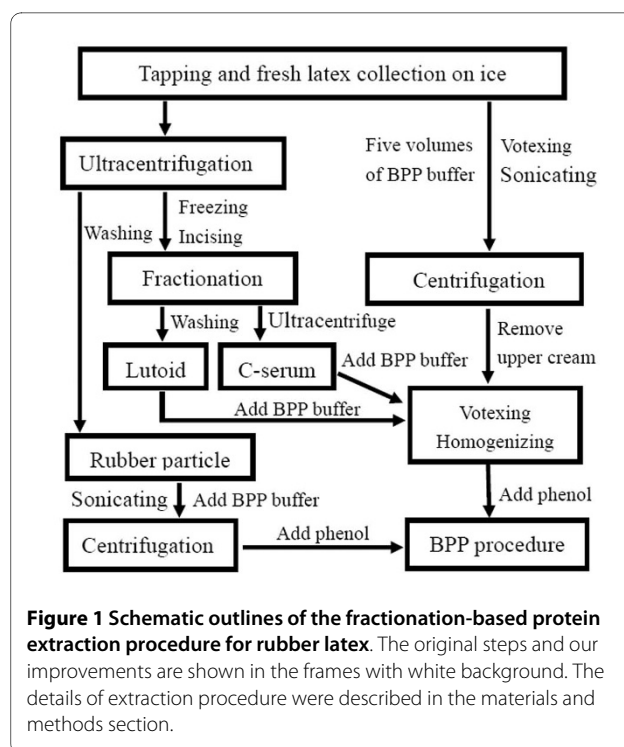 Tapping and fresh latex collection on ice
Ultracentrifugation
Five volumes
of BPP buffer
Votexing
Sonicating
Washing
Freezing
Incising
Fractionation
Centrifugation
Washing
Ultracentrifuge
Remove
upper cream
Lutoid
C-serum
Add BPP buffer
Add BPP buffer
Votexing
Homogenizing
Rubber particle
Sonicating
Add BPP buffer
Add phenol
Centrifugation
Add phenol
BPP procedure
Figure 1 Schematic outlines of the fractionation-based protein
extraction procedure for rubber latex. The original steps and our
improvements are shown in the frames with white background. The
details of extraction procedure were described in the materials and
methods section.